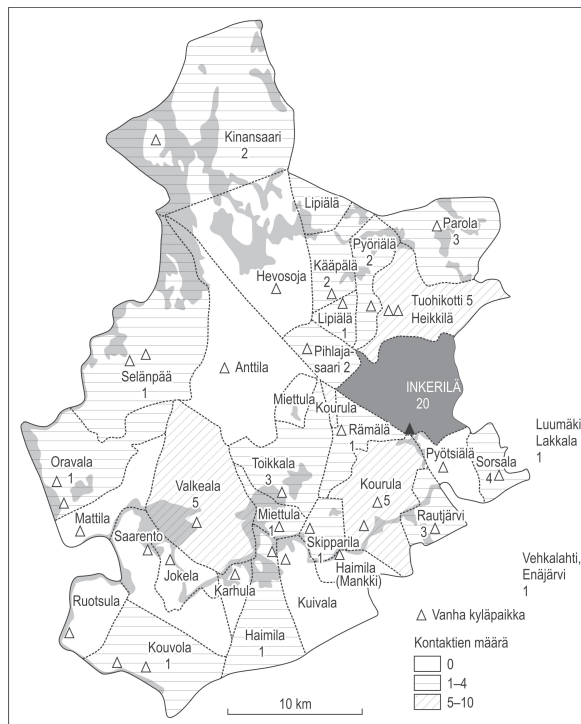 Kinansaari
2
Lipiälä
Parola
3
Pyöriälä
2
Kääpälä
2
Hevosoja
Lipiälä
1
Tuohikotti 5
Heikkilä
Pihlaja-
saari 2
Anttila
Selänpää
1
INKERILÄ
20
Miettula
Kourula
Rämälä
1
Luumäki
Lakkala
1
Pyötsiälä
Sorsala
4
Oravala
1
Toikkala
3
Valkeala
5
Kourula
5
Mattila
Saarento
Miettula
1
Skipparila
1
Rautjärvi
3
Jokela
Haimila
(Mankki)
Karhula
Vehkalahti,
Enäjärvi
1
Ruotsula
Kuivala
Kouvola
1
Haimila
1
Vanha kyläpaikka
Kontaktien määrä
0
1–4
5–10
10 km